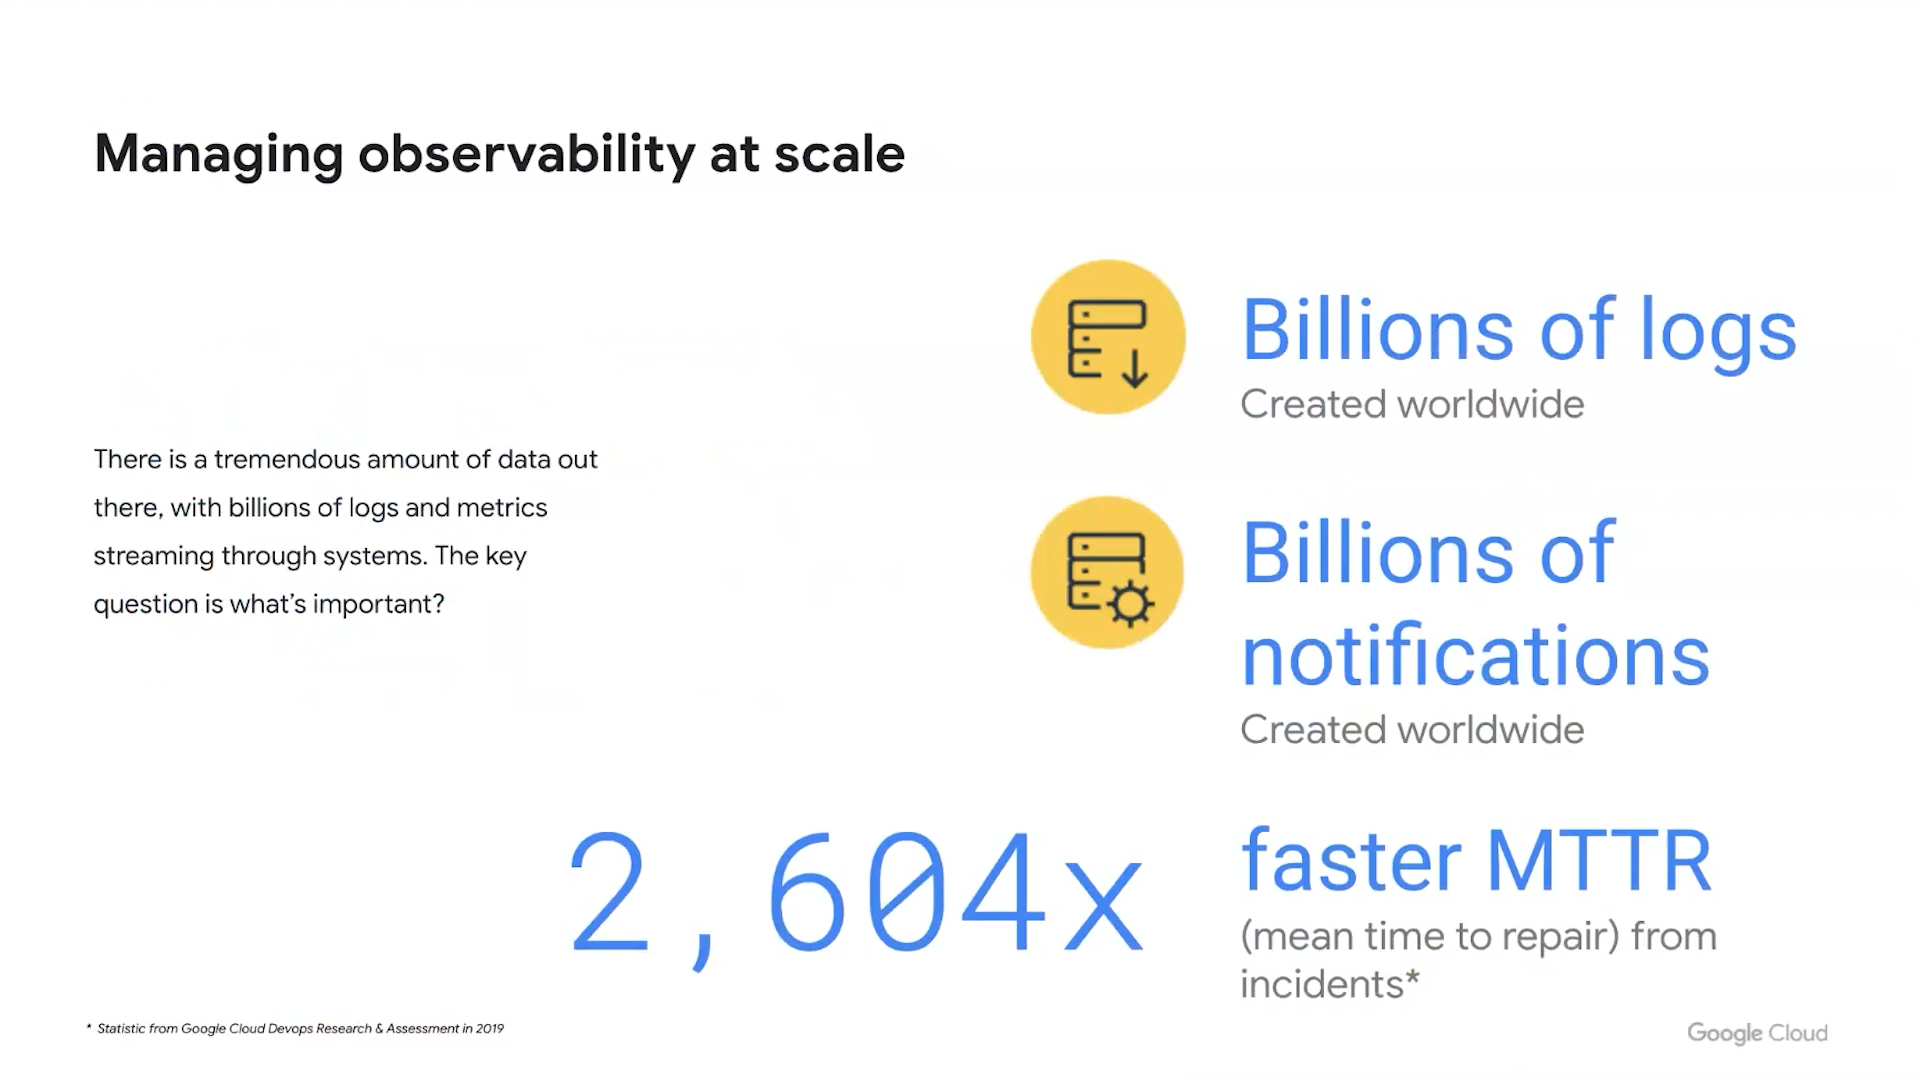 Managing observability at scale
There is a tremendous amount of data out
there, with billions of logs and metrics
streaming through systems. The key
question is what's important?
Billions of logs
Created worldwide
Billions of
notifications
Created worldwide
2,604x
faster MTTR
(mean time to repair) from
incidents*
* Statistic from Google Cloud Devops Research & Assessment in 2019
Google Cloud